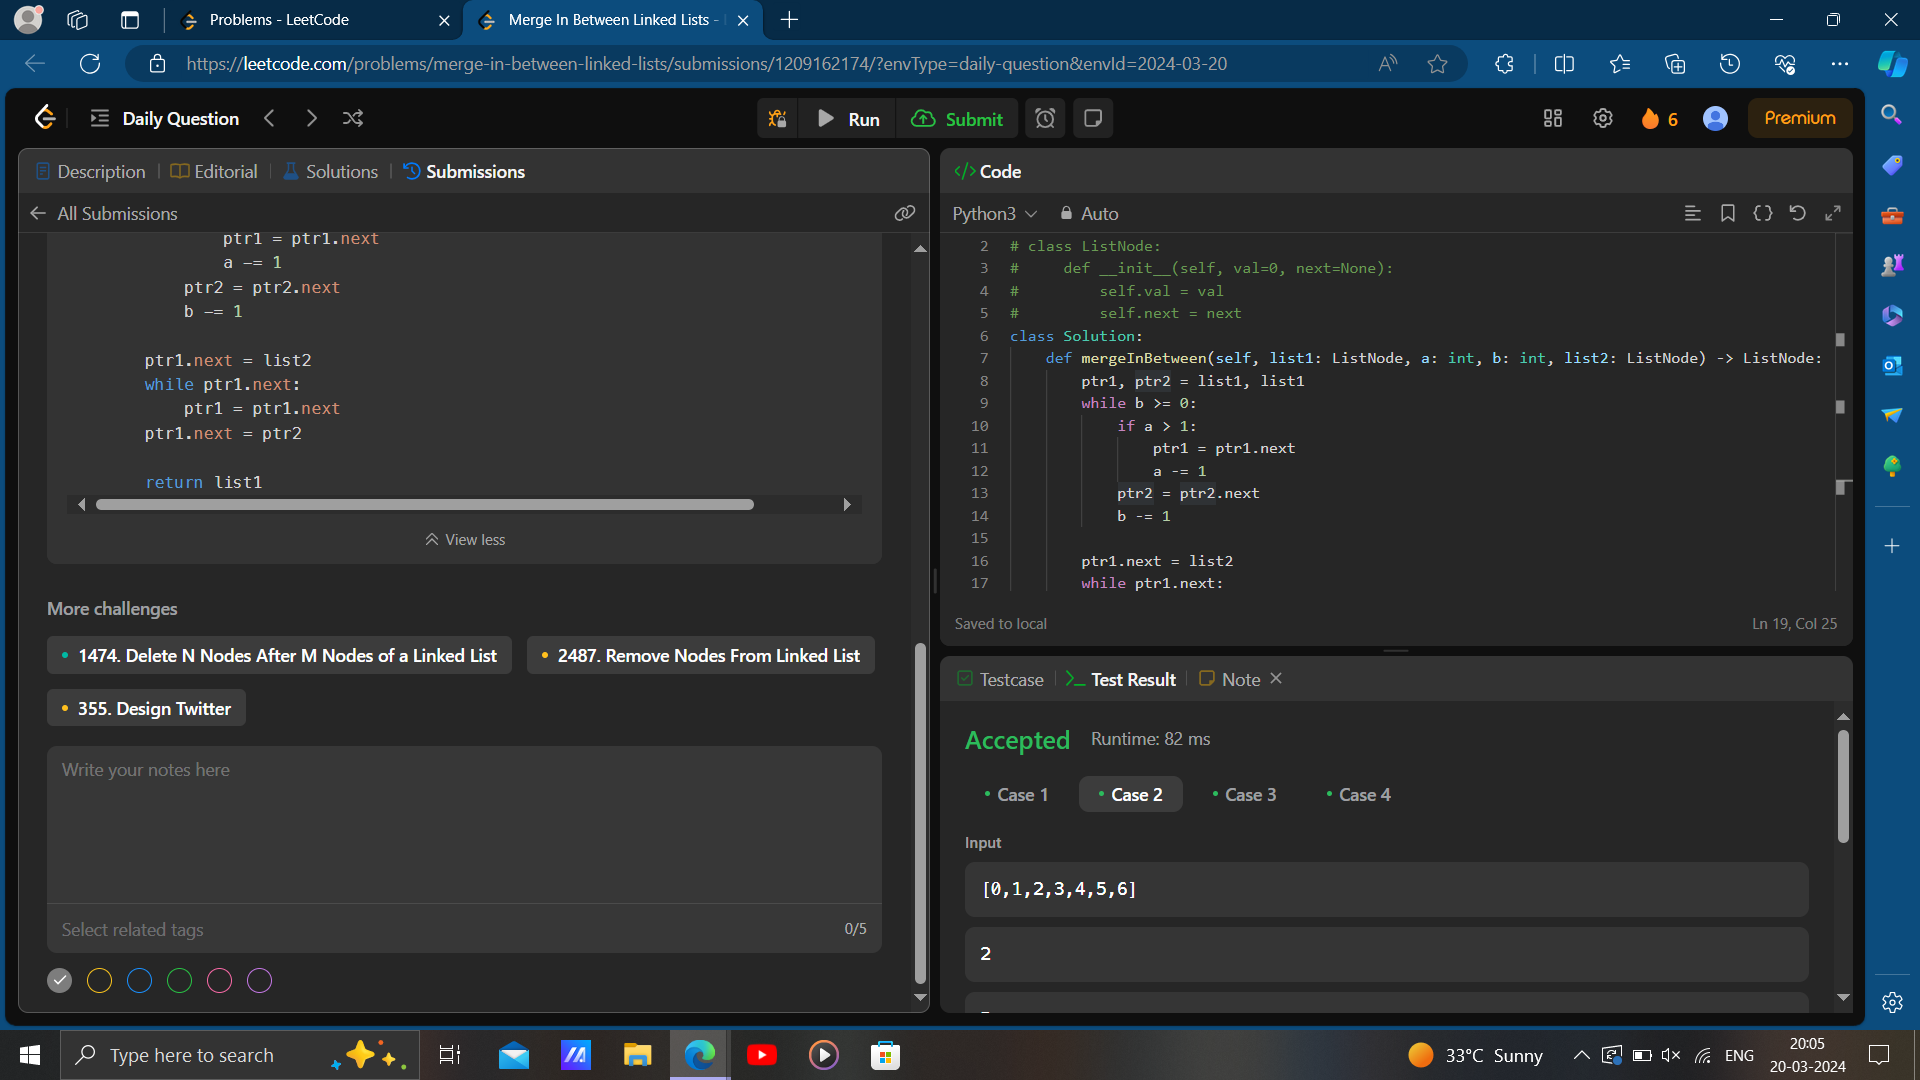 Problems - LeetCode
Merge In Between Linked Lists -
https://leetcode.com/problems/merge-in-between-linked-lists/submissions/1209162174/?envType=daily-question&envId=2024-03-20
Daily Question
Run
Submit
6
Premium
Description
Editorial
Solutions
Submissions
All Submissions
ptr1 = ptr1.next
a -= 1
ptr2 = ptr2.next
b -= 1
ptr1.next = list2
while ptr1.next:
ptr1 = ptr1.next
ptr1.next = ptr2
return list1
View less
More challenges
1474. Delete N Nodes After M Nodes of a Linked List
2487. Remove Nodes From Linked List
355. Design Twitter
Write your notes here
Select related tags
0/5
</> Code
Python3
Auto
2 # class ListNode:
3 #     def __init__(self, val=0, next=None):
4 #         self.val = val
5 #         self.next = next
6 class Solution:
7     def mergeInBetween(self, list1: ListNode, a: int, b: int, list2: ListNode) -> ListNode:
8         ptr1, ptr2 = list1, list1
9         while b >= 0:
10             if a > 1:
11                 ptr1 = ptr1.next
12                 a -= 1
13             ptr2 = ptr2.next
14             b -= 1
15
16         ptr1.next = list2
17         while ptr1.next:
Saved to local
Ln 19, Col 25
Testcase
Test Result
Note
Accepted
Runtime: 82 ms
Case 1
Case 2
Case 3
Case 4
Input
[0,1,2,3,4,5,6]
2
Type here to search
33°C Sunny
ENG
20:05
20-03-2024